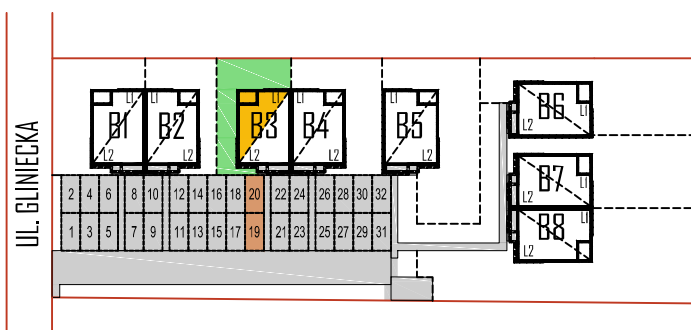 UL. GLINIECKA
L1 L1
B1 B2
L2 L2
L1 L1
B3 B4
L2 L2
L1
B5
L2
B6
L1
L2
L1
B7
L2
B8
L2
L1
2 4 6 8 10 12 14 16 18 20 22 24 26 28 30 32
1 3 5 7 9 11 13 15 17 19 21 23 25 27 29 31